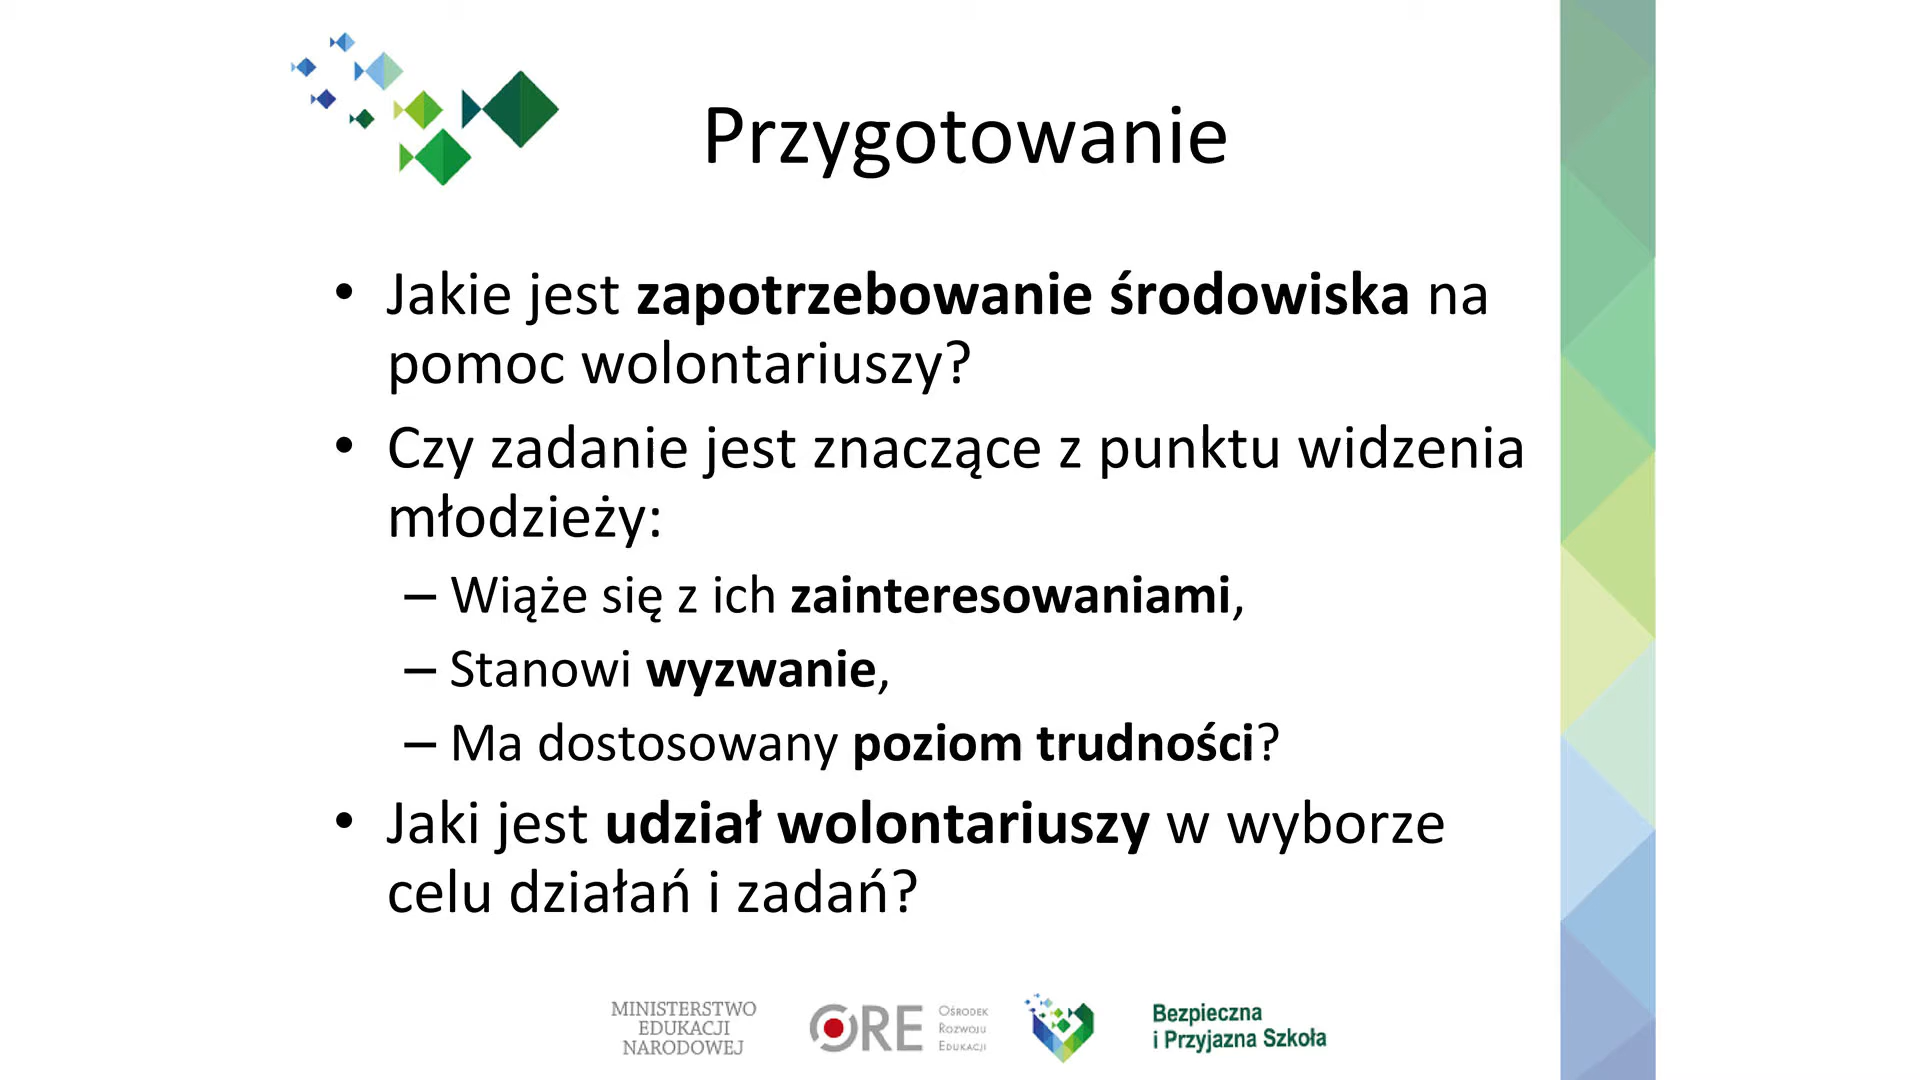 Przygotowanie
• Jakie jest zapotrzebowanie środowiska na
pomoc wolontariuszy?
• Czy zadanie jest znaczące z punktu widzenia
młodzieży:
– Wiąże się z ich zainteresowaniami,
– Stanowi wyzwanie,
– Ma dostosowany poziom trudności?
• Jaki jest udział wolontariuszy w wyborze
celu działań i zadań?
MINISTERSTWO
EDUKACJI
NARODOWEJ
ORE
Ośrodek
Rozwoju
Edukacji
Bezpieczna
i Przyjazna Szkoła